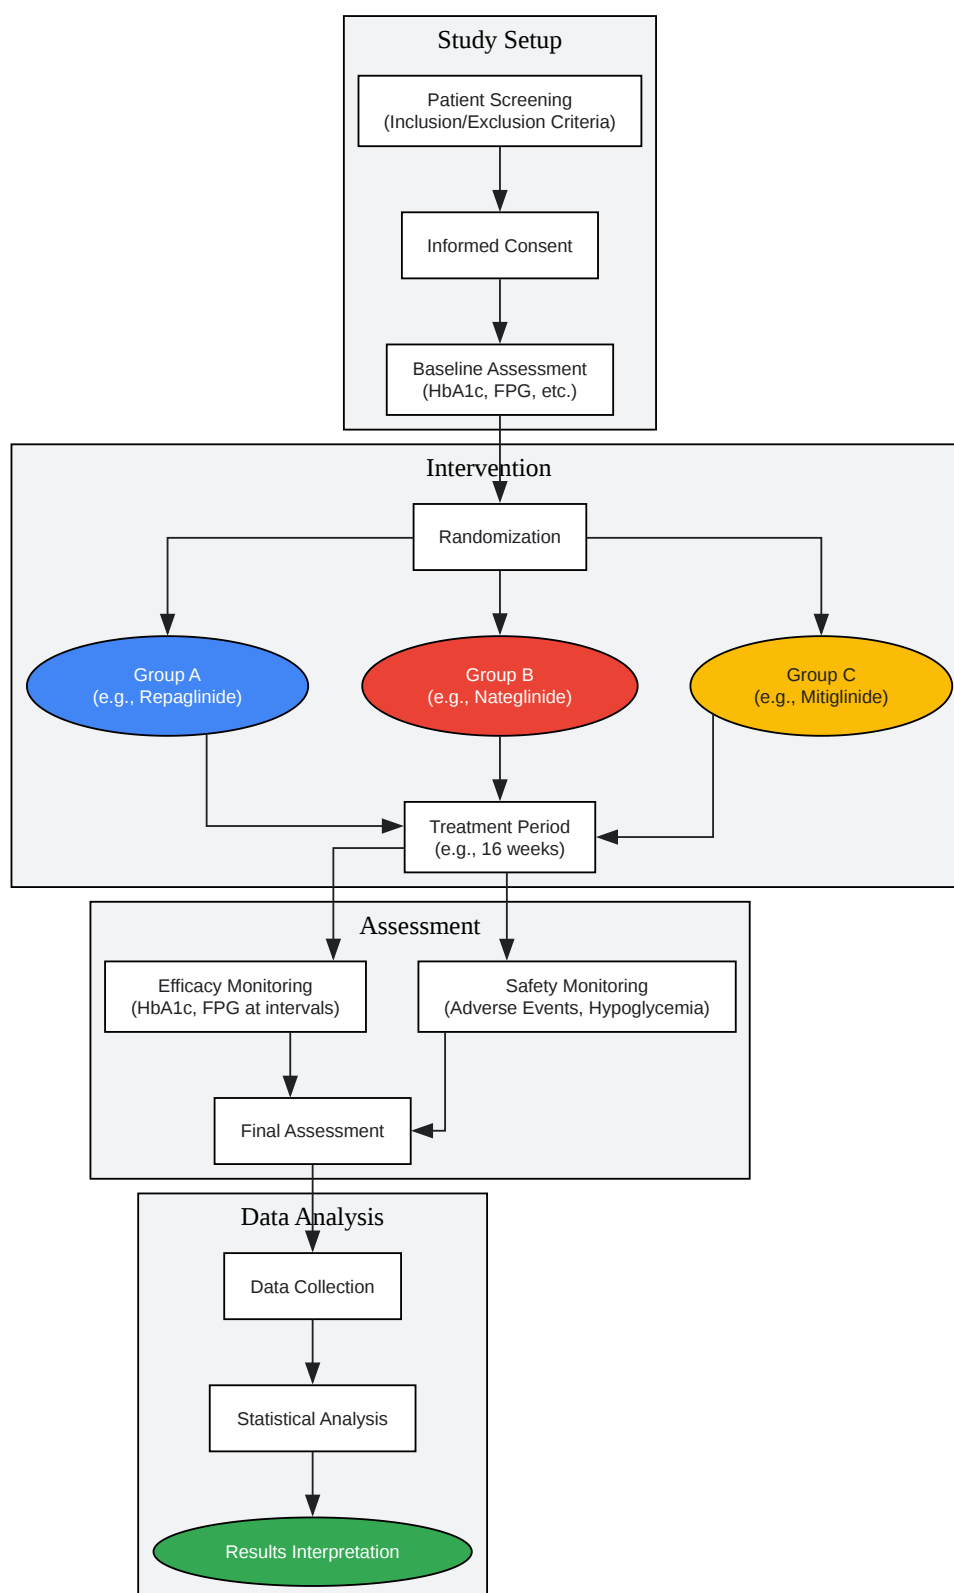 Study Setup
Patient Screening
(Inclusion/Exclusion Criteria)
Informed Consent
Baseline Assessment
(HbA1c, FPG, etc.)
Intervention
Randomization
Group A
(e.g., Repaglinide)
Group B
(e.g., Nateglinide)
Group C
(e.g., Mitiglinide)
Treatment Period
(e.g., 16 weeks)
Assessment
Efficacy Monitoring
(HbA1c, FPG at intervals)
Safety Monitoring
(Adverse Events, Hypoglycemia)
Final Assessment
Data Analysis
Data Collection
Statistical Analysis
Results Interpretation